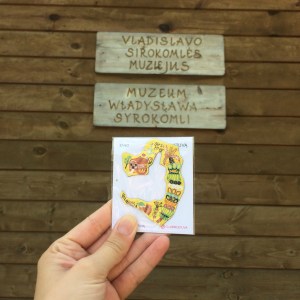 VLADISLAVO
SIROKOMLĖS
MUZIEJUS
MUZEUM
WŁADYSŁAWA
SYROKOMLI